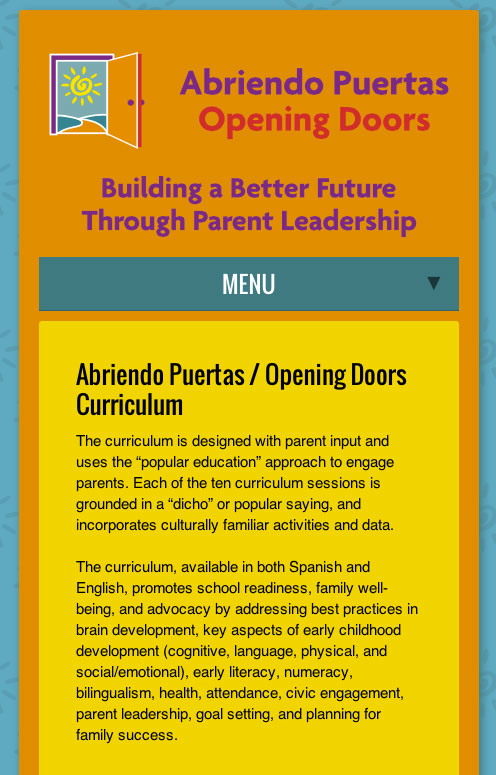 Abriendo Puertas
Opening Doors
Building a Better Future
Through Parent Leadership
MENU ▼
Abriendo Puertas / Opening Doors
Curriculum
The curriculum is designed with parent input and
uses the “popular education” approach to engage
parents. Each of the ten curriculum sessions is
grounded in a “dicho” or popular saying, and
incorporates culturally familiar activities and data.
The curriculum, available in both Spanish and
English, promotes school readiness, family well-
being, and advocacy by addressing best practices in
brain development, key aspects of early childhood
development (cognitive, language, physical, and
social/emotional), early literacy, numeracy,
bilingualism, health, attendance, civic engagement,
parent leadership, goal setting, and planning for
family success.